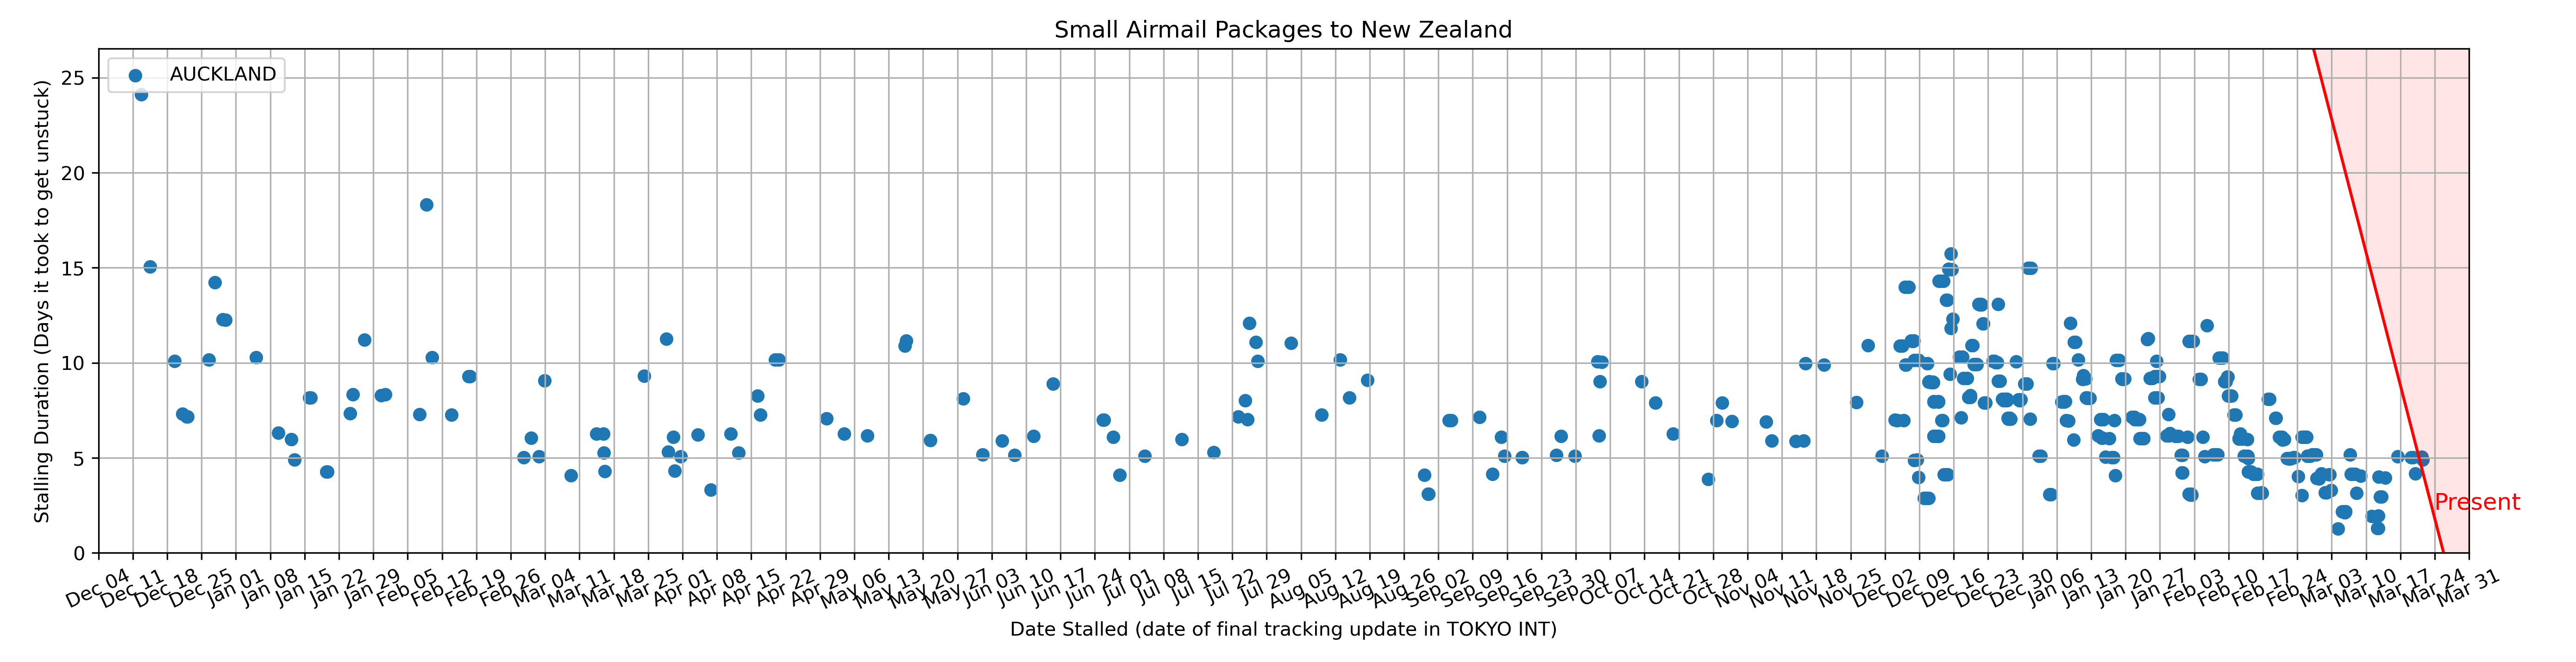 Small Airmail Packages to New Zealand
AUCKLAND
Stalling Duration (Days it took to get unstuck)
25
20
15
10
5
0
Present
Dec 04
Dec 11
Dec 18
Dec 25
Jan 01
Jan 08
Jan 15
Jan 22
Jan 29
Feb 05
Feb 12
Feb 19
Feb 26
Mar 04
Mar 11
Mar 18
Mar 25
Apr 01
Apr 08
Apr 15
Apr 22
Apr 29
May 06
May 13
May 20
May 27
Jun 03
Jun 10
Jun 17
Jun 24
Jul 01
Jul 08
Jul 15
Jul 22
Jul 29
Aug 05
Aug 12
Aug 19
Aug 26
Sep 02
Sep 09
Sep 16
Sep 23
Sep 30
Oct 07
Oct 14
Oct 21
Oct 28
Nov 04
Nov 11
Nov 18
Nov 25
Dec 02
Dec 09
Dec 16
Dec 23
Dec 30
Jan 06
Jan 13
Jan 20
Jan 27
Feb 03
Feb 10
Feb 17
Feb 24
Mar 03
Mar 10
Mar 17
Mar 24
Mar 31
Date Stalled (date of final tracking update in TOKYO INT)